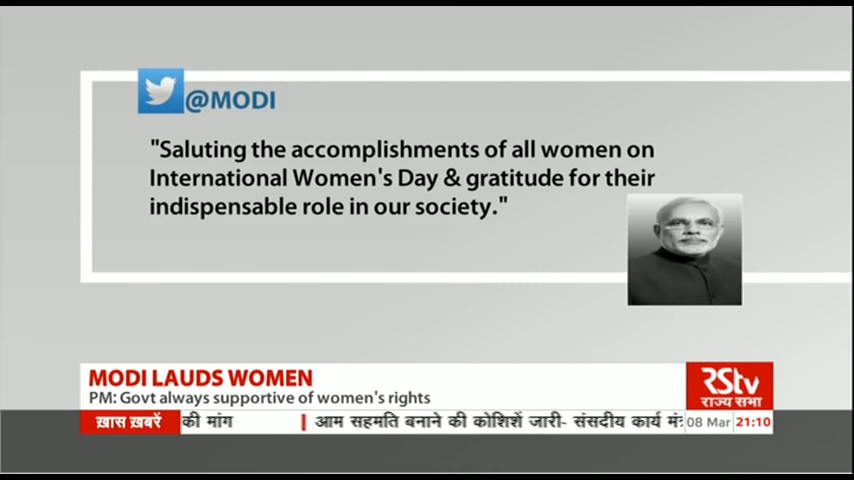 @MODI
"Saluting the accomplishments of all women on
International Women's Day & gratitude for their
indispensable role in our society."
MODI LAUDS WOMEN
PM: Govt always supportive of women's rights
RSTV
राज्य सभा
ख़ास ख़बरें की मांग आम सहमति बनाने की कोशिशें जारी- संसदीय कार्य 08 Mar 21:10